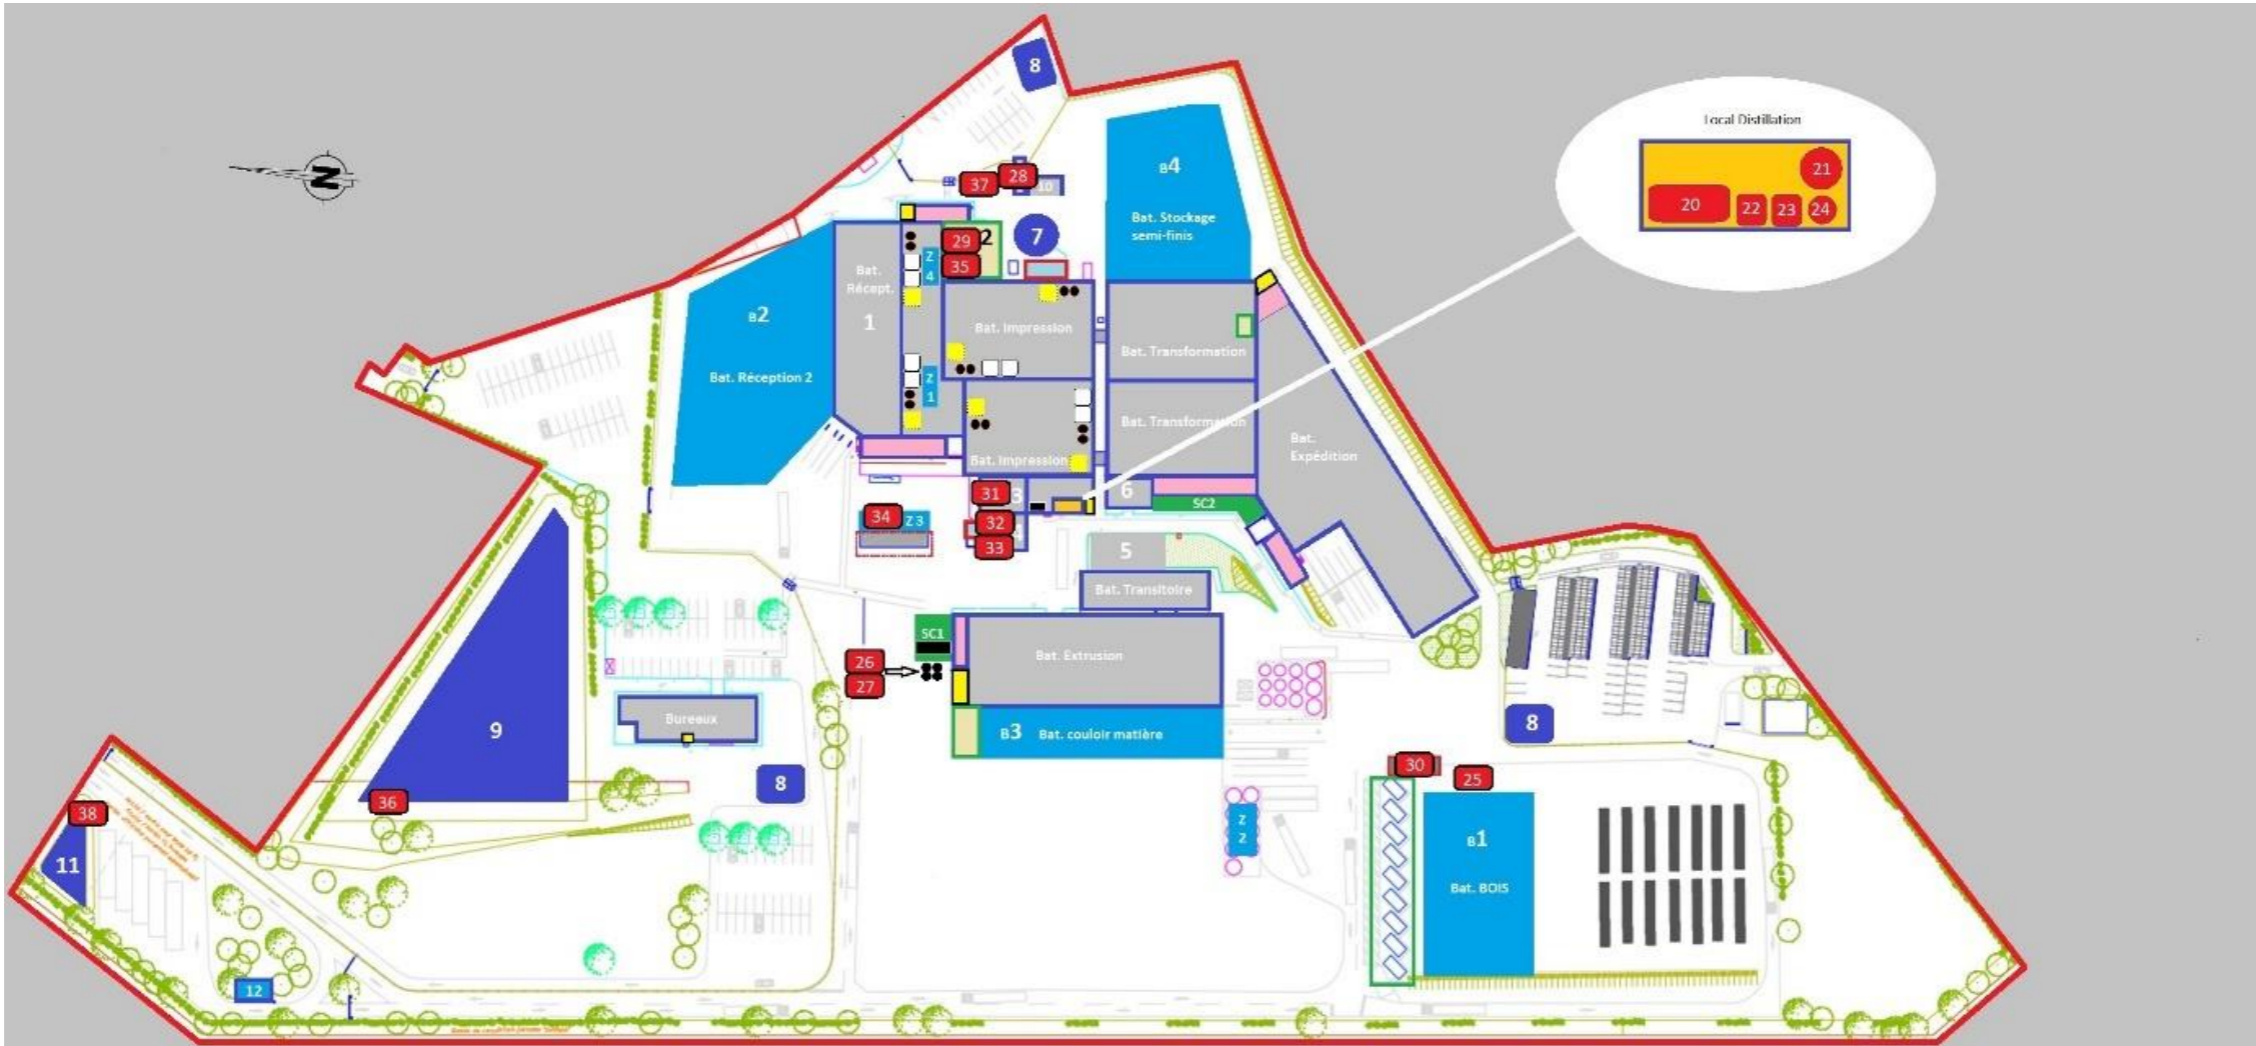 8
Local Distillation
21
20
22
23
24
B4
Bat. Stockage
semi-finis
37
28
10
7
29
2
35
Z
4
Bat.
Récept.
1
B2
Bat. Réception 2
Bat. Impression
Z
1
Bat. Transformation
Bat. Transformation
Bat.
Expédition
Bat. Impression
31
3
6
SC2
34
Z 3
32
33
4
5
Bat. Transitoire
SC1
26
27
Bat. Extrusion
Bureaux
9
B3
Bat. couloir matière
8
8
36
38
11
30
25
Z
2
B1
Bat. BOIS
12
N